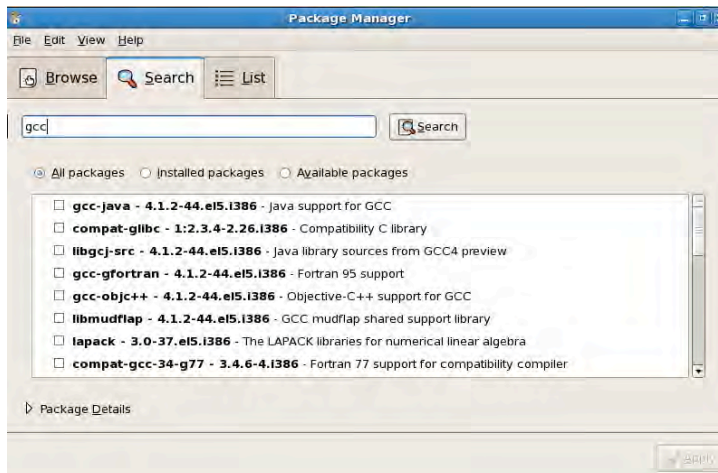 Package Manager
File Edit View Help
Browse Search List
gcc Search
All packages Installed packages Available packages
gcc-java - 4.1.2-44.el5.i386 - Java support for GCC
compat-glibc - 1:2.3.4-2.26.i386 - Compatibility C library
libgcj-src - 4.1.2-44.el5.i386 - Java library sources from GCC4 preview
gcc-gfortran - 4.1.2-44.el5.i386 - Fortran 95 support
gcc-objc++ - 4.1.2-44.el5.i386 - Objective-C++ support for GCC
libmudflap - 4.1.2-44.el5.i386 - GCC mudflap shared support library
lapack - 3.0-37.el5.i386 - The LAPACK libraries for numerical linear algebra
compat-gcc-34-g77 - 3.4.6-4.i386 - Fortran 77 support for compatibility compiler
Package Details
Apply